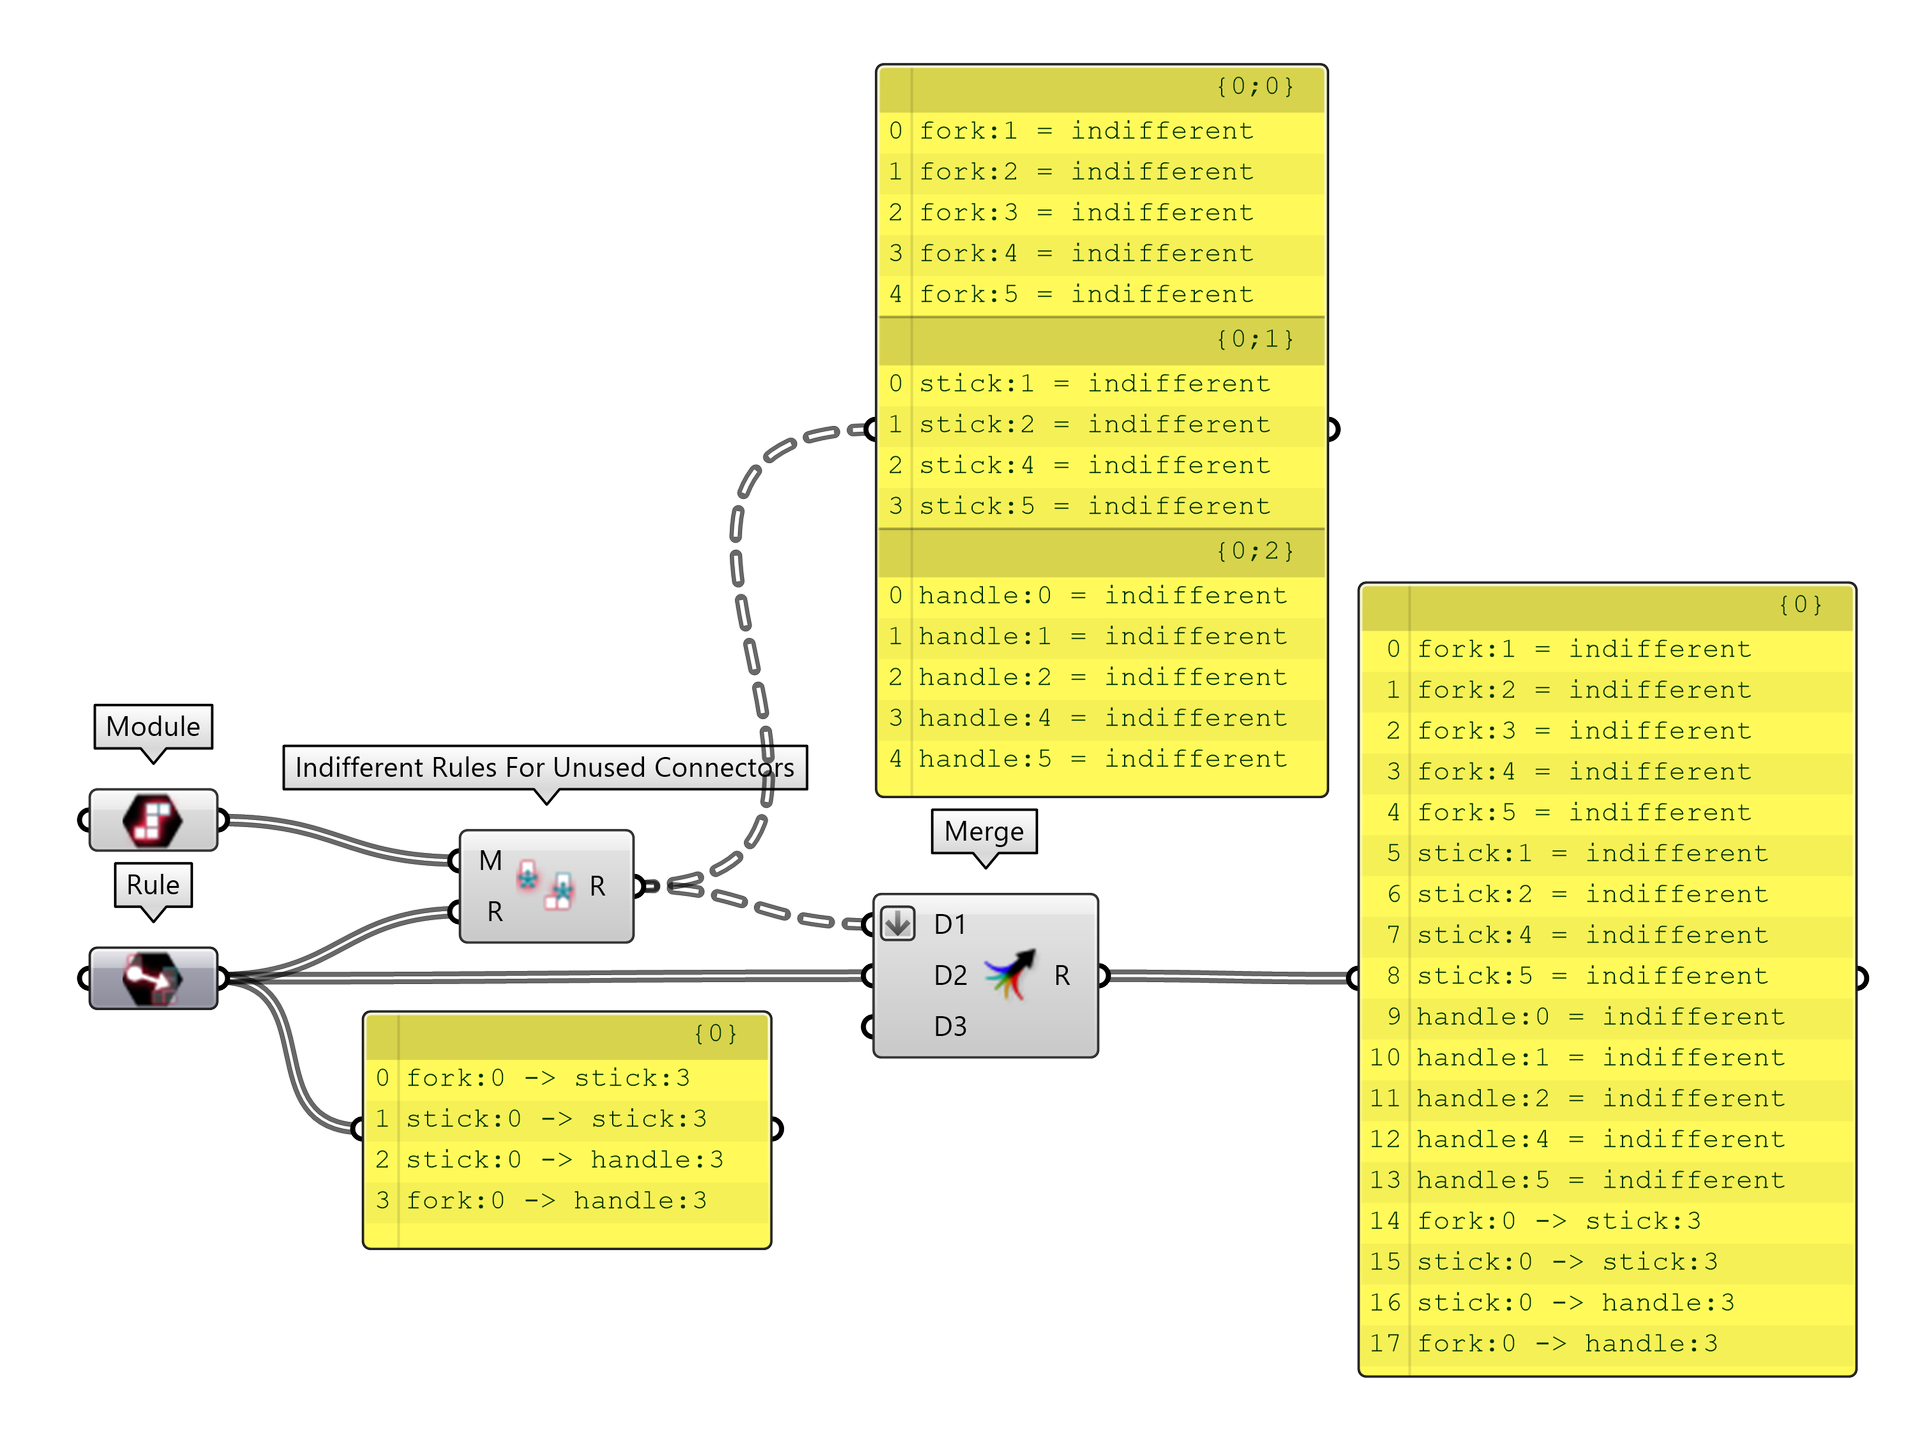 {0;0}
0 fork:1 = indifferent
1 fork:2 = indifferent
2 fork:3 = indifferent
3 fork:4 = indifferent
4 fork:5 = indifferent
{0;1}
0 stick:1 = indifferent
1 stick:2 = indifferent
2 stick:4 = indifferent
3 stick:5 = indifferent
{0;2}
0 handle:0 = indifferent
1 handle:1 = indifferent
2 handle:2 = indifferent
3 handle:4 = indifferent
4 handle:5 = indifferent
Module
Indifferent Rules For Unused Connectors
M
R
R
Rule
Merge
D1
D2
D3
R
{0}
0 fork:0 -> stick:3
1 stick:0 -> stick:3
2 stick:0 -> handle:3
3 fork:0 -> handle:3
{0}
0 fork:1 = indifferent
1 fork:2 = indifferent
2 fork:3 = indifferent
3 fork:4 = indifferent
4 fork:5 = indifferent
5 stick:1 = indifferent
6 stick:2 = indifferent
7 stick:4 = indifferent
8 stick:5 = indifferent
9 handle:0 = indifferent
10 handle:1 = indifferent
11 handle:2 = indifferent
12 handle:4 = indifferent
13 handle:5 = indifferent
14 fork:0 -> stick:3
15 stick:0 -> stick:3
16 stick:0 -> handle:3
17 fork:0 -> handle:3